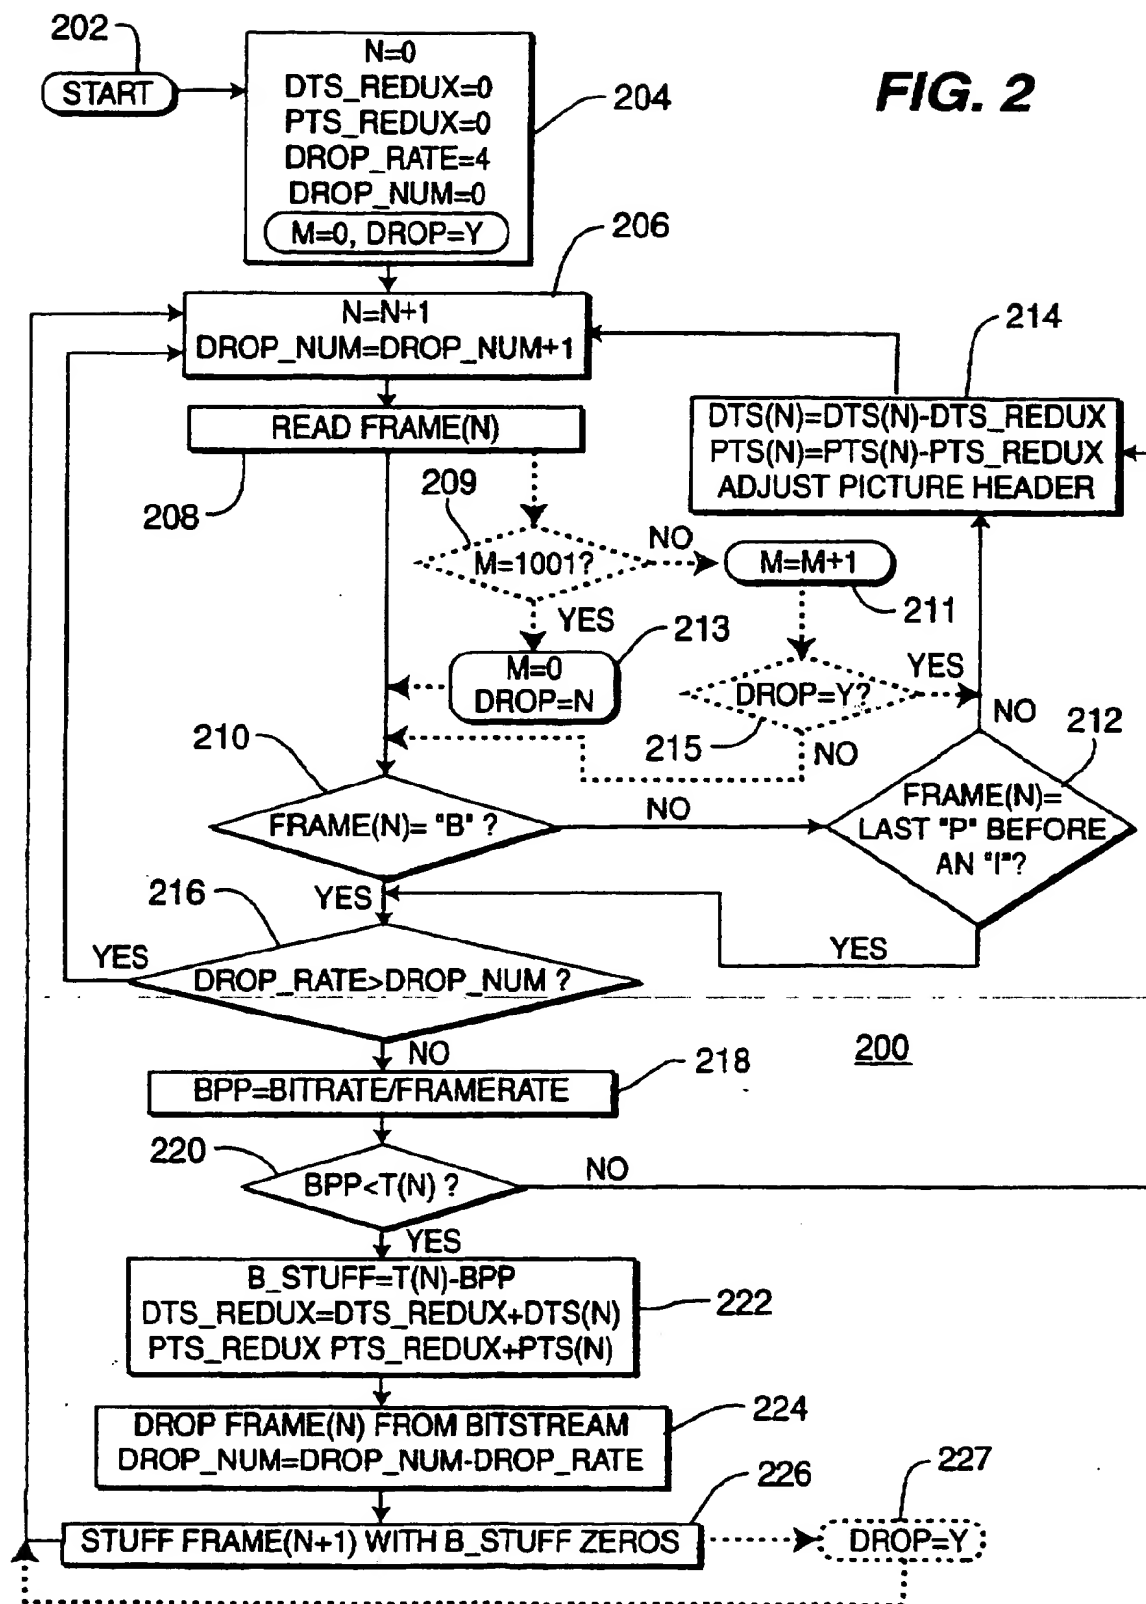 202
START
N=0
DTS_REDUX=0
PTS_REDUX=0
DROP_RATE=4
DROP_NUM=0
M=0, DROP=Y
204
FIG. 2
206
N=N+1
DROP_NUM=DROP_NUM+1
214
READ FRAME(N)
208
DTS(N)=DTS(N)-DTS_REDUX
PTS(N)=PTS(N)-PTS_REDUX
ADJUST PICTURE HEADER
209
M=1001?
NO
M=M+1
211
YES
213
M=0
DROP=N
DROP=Y?
YES
215
NO
NO
210
212
FRAME(N)= "B" ?
NO
FRAME(N)=
LAST "P" BEFORE
AN "I"?
YES
216
YES
YES
DROP_RATE>DROP_NUM ?
NO
200
218
BPP=BITRATE/FRAMERATE
220
BPP<T(N) ?
NO
YES
B_STUFF=T(N)-BPP
DTS_REDUX=DTS_REDUX+DTS(N)
PTS_REDUX PTS_REDUX+PTS(N)
222
DROP FRAME(N) FROM BITSTREAM
DROP_NUM=DROP_NUM-DROP_RATE
224
226
227
STUFF FRAME(N+1) WITH B_STUFF ZEROS
DROP=Y